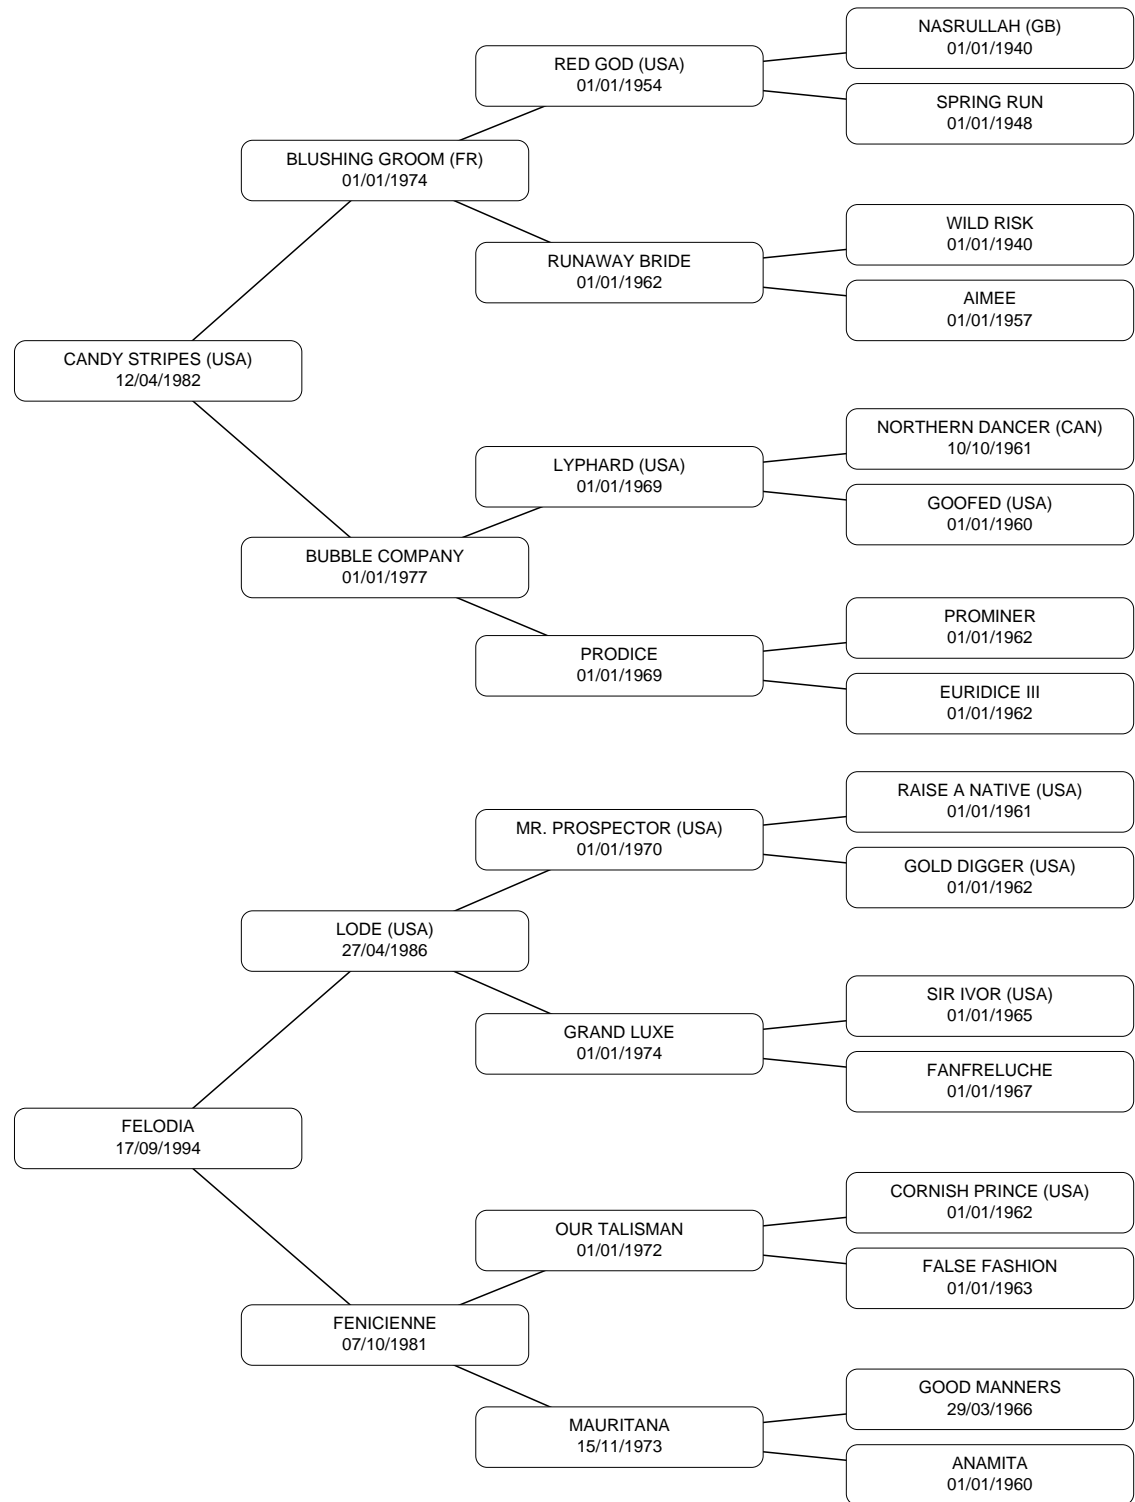 NASRULLAH (GB)
01/01/1940
RED GOD (USA)
01/01/1954
SPRING RUN
01/01/1948
BLUSHING GROOM (FR)
01/01/1974
WILD RISK
01/01/1940
RUNAWAY BRIDE
01/01/1962
AIMEE
01/01/1957
CANDY STRIPES (USA)
12/04/1982
NORTHERN DANCER (CAN)
10/10/1961
LYPHARD (USA)
01/01/1969
GOOFED (USA)
01/01/1960
BUBBLE COMPANY
01/01/1977
PROMINER
01/01/1962
PRODICE
01/01/1969
EURIDICE III
01/01/1962
RAISE A NATIVE (USA)
01/01/1961
MR. PROSPECTOR (USA)
01/01/1970
GOLD DIGGER (USA)
01/01/1962
LODE (USA)
27/04/1986
SIR IVOR (USA)
01/01/1965
GRAND LUXE
01/01/1974
FANFRELUCHE
01/01/1967
FELODIA
17/09/1994
CORNISH PRINCE (USA)
01/01/1962
OUR TALISMAN
01/01/1972
FALSE FASHION
01/01/1963
FENICIENNE
07/10/1981
GOOD MANNERS
29/03/1966
MAURITANA
15/11/1973
ANAMITA
01/01/1960